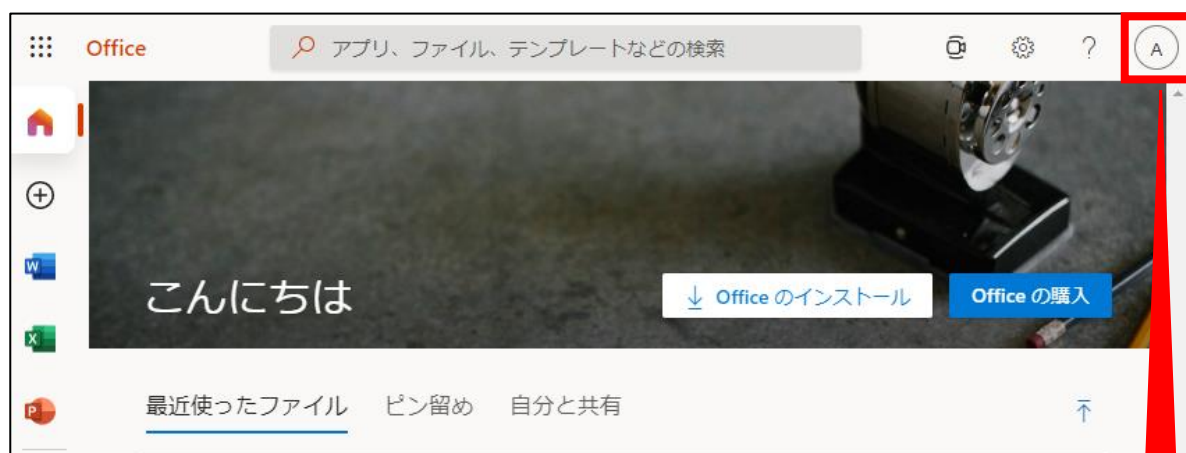 Office アプリ、ファイル、テンプレートなどの検索 ? A
こんにちは Office のインストール Office の購入
W
X
P 最近使ったファイル ピン留め 自分と共有